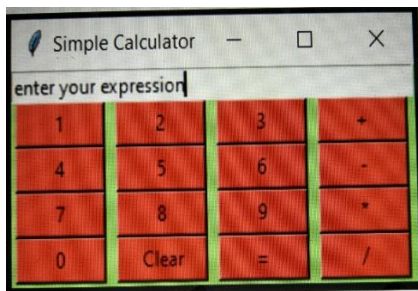 Simple Calculator
enter your expression
1 2 3 +
4 5 6 -
7 8 9 *
0 Clear = /